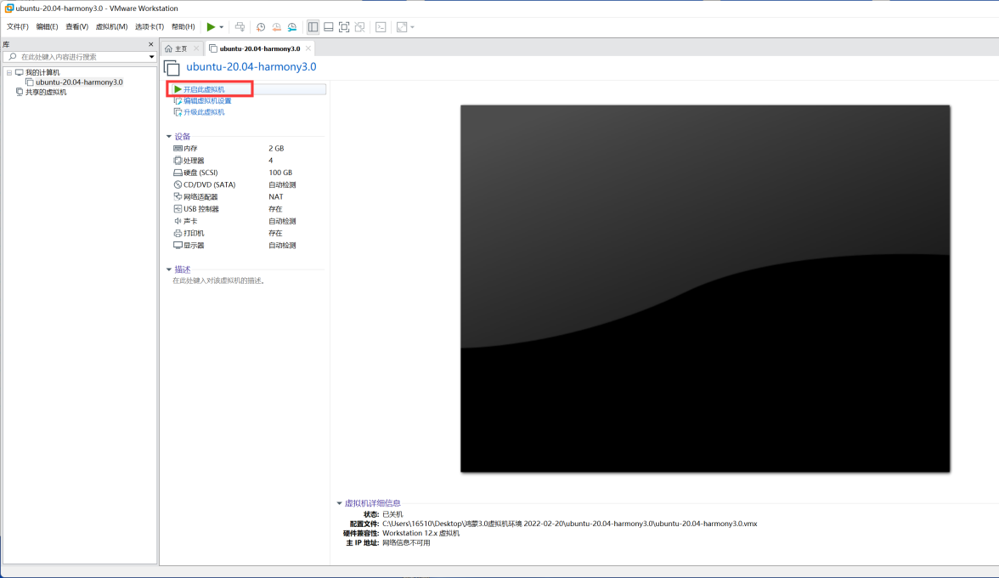 ubuntu-20.04-harmony3.0 - VMware Workstation
文件(F) 编辑(E) 查看(V) 虚拟机(M) 选项卡(T) 帮助(H)
库
在此处键入内容进行搜索
我的计算机
ubuntu-20.04-harmony3.0
共享的虚拟机
主页 ubuntu-20.04-harmony3.0
ubuntu-20.04-harmony3.0
开启此虚拟机
编辑虚拟机设置
升级此虚拟机
设备
内存 2 GB
处理器 4
硬盘 (SCSI) 100 GB
CD/DVD (SATA) 自动检测
网络适配器 NAT
USB 控制器 存在
声卡 自动检测
打印机 存在
显示器 自动检测
描述
在此处键入对该虚拟机的描述。
虚拟机详细信息
状态: 已关机
配置文件: C:\Users\16510\Desktop\鸿蒙3.0虚拟机环境 2022-02-20\ubuntu-20.04-harmony3.0\ubuntu-20.04-harmony3.0.vmx
硬件兼容性: Workstation 12.x 虚拟机
主 IP 地址: 网络信息不可用